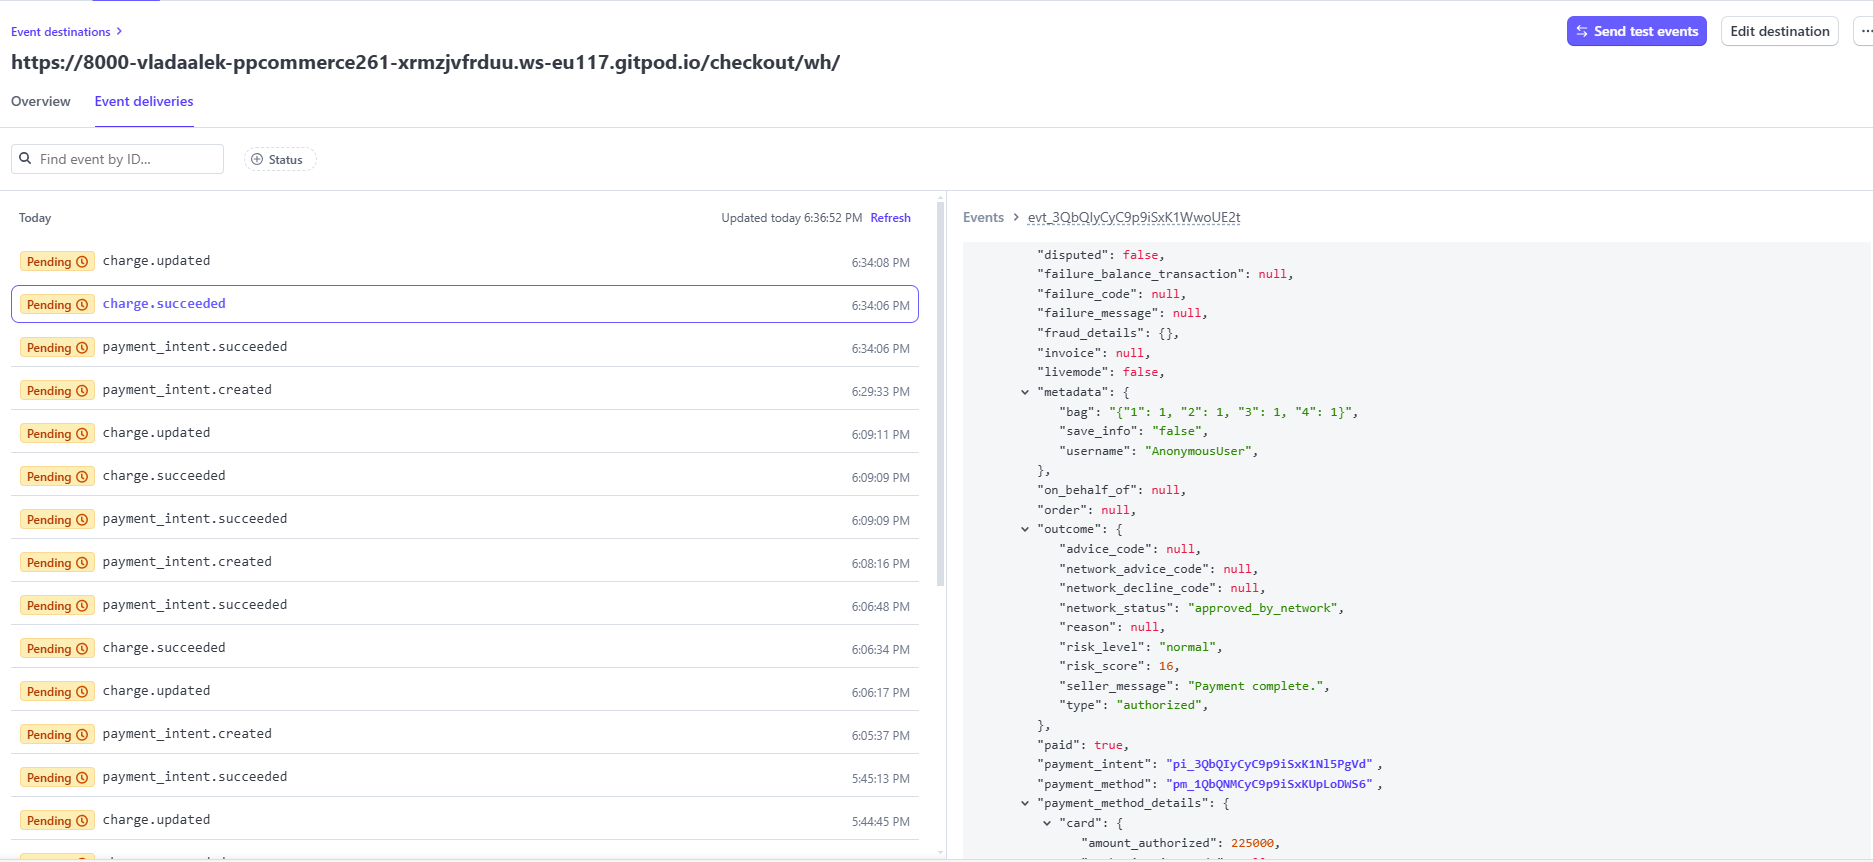 Event destinations
Send test events
Edit destination
https://8000-vladaalek-ppcommerce261-xrmzjvfrduu.ws-eu117.gitpod.io/checkout/wh/
Overview
Event deliveries
Find event by ID...
Status
Today
Updated today 6:36:52 PM
Refresh
Pending charge.updated 6:34:08 PM
Pending charge.succeeded 6:34:06 PM
Pending payment_intent.succeeded 6:34:06 PM
Pending payment_intent.created 6:29:33 PM
Pending charge.updated 6:09:11 PM
Pending charge.succeeded 6:09:09 PM
Pending payment_intent.succeeded 6:09:09 PM
Pending payment_intent.created 6:08:16 PM
Pending payment_intent.succeeded 6:06:48 PM
Pending charge.succeeded 6:06:34 PM
Pending charge.updated 6:06:17 PM
Pending payment_intent.created 6:05:37 PM
Pending payment_intent.succeeded 5:45:13 PM
Pending charge.updated 5:44:45 PM
Events > evt_3QbQIyCyC9p9iSxK1WwoUE2t
"disputed": false,
"failure_balance_transaction": null,
"failure_code": null,
"failure_message": null,
"fraud_details": {},
"invoice": null,
"livemode": false,
"metadata": {
"bag": "{"1": 1, "2": 1, "3": 1, "4": 1}",
"save_info": "false",
"username": "AnonymousUser",
},
"on_behalf_of": null,
"order": null,
"outcome": {
"advice_code": null,
"network_advice_code": null,
"network_decline_code": null,
"network_status": "approved_by_network",
"reason": null,
"risk_level": "normal",
"risk_score": 16,
"seller_message": "Payment complete.",
"type": "authorized",
},
"paid": true,
"payment_intent": "pi_3QbQIyCyC9p9iSxK1Nl5PgVd",
"payment_method": "pm_1QbQNMCyC9p9iSxKUpLoDWS6",
"payment_method_details": {
"card": {
"amount_authorized": 225000,